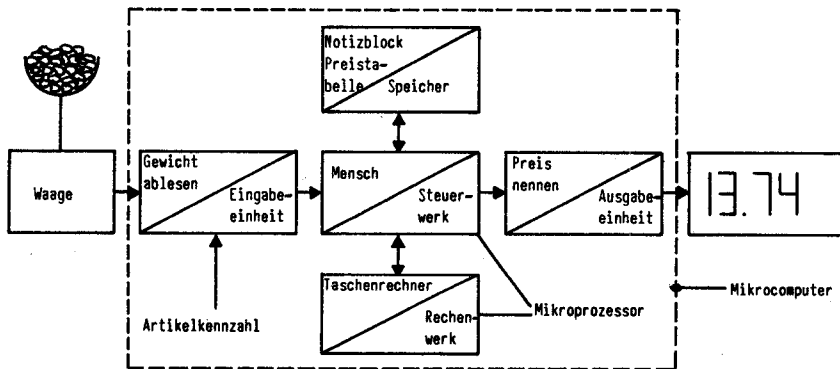 Notizblock
Preista-
belle
Speicher
Waage
Gewicht
ablesen
Eingabe-
einheit
Mensch
Steuer-
werk
Preis
nennen
Ausgabe-
einheit
13.74
Taschenrechner
Rechen-
werk
Artikelkennzahl
Mikroprozessor
Mikrocomputer